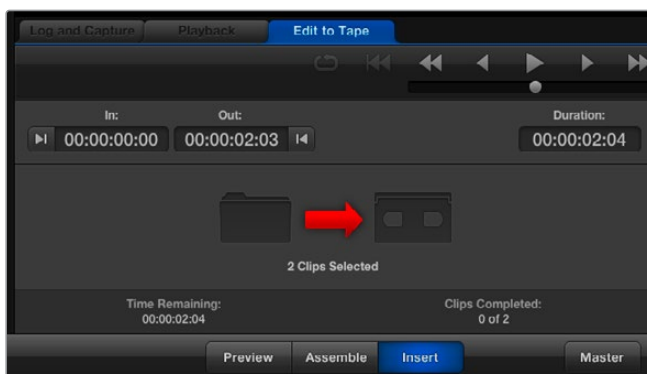 Log and Capture Playback Edit to Tape
In: Out: Duration:
00:00:00:00 00:00:02:03 00:00:02:04
2 Clips Selected
Time Remaining: Clips Completed:
00:00:02:04 0 of 2
Preview Assemble Insert Master